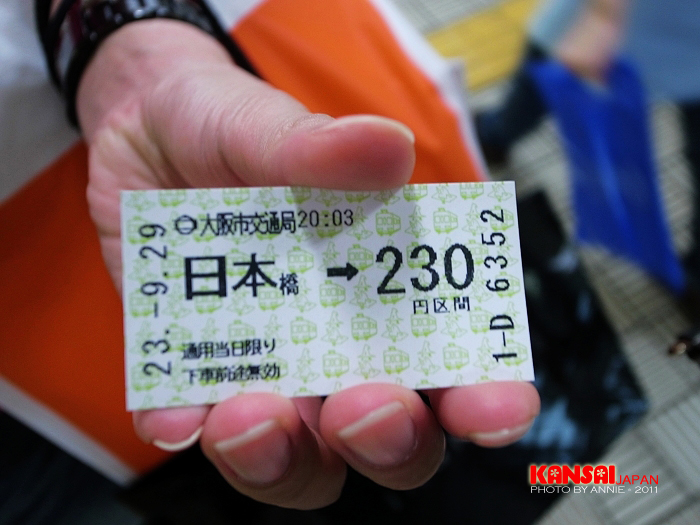 大阪市交通局20:03
日本橋 → 230
円区間
通用当日限り
下車前途無効
23.-9.29
1-D 6352
KANSAI JAPAN
PHOTO BY ANNIE - 2011